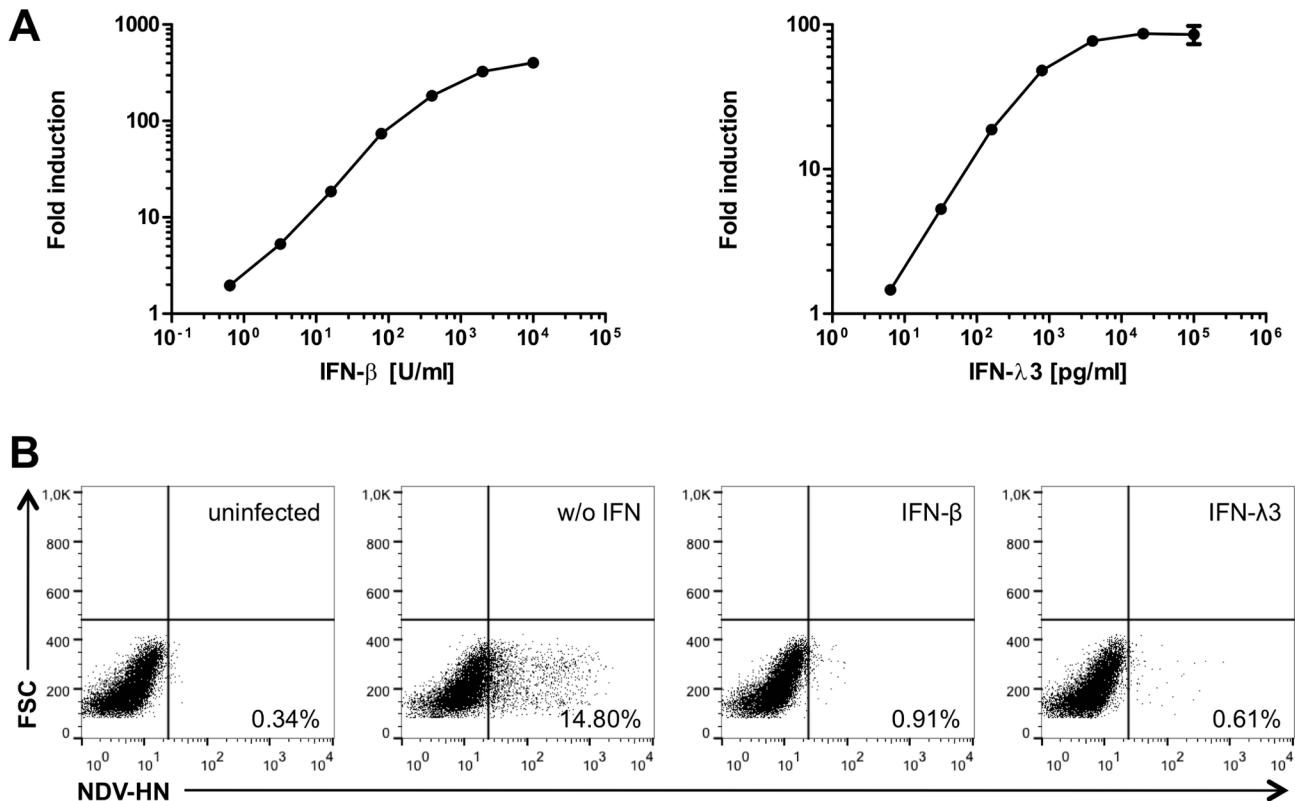 A
Fold induction
1000
100
10
1
10-1 100 101 102 103 104 105
IFN-β [U/ml]
Fold induction
100
10
1
100 101 102 103 104 105 106
IFN-λ3 [pg/ml]
B
FSC
1,0K
800
600
400
200
0
uninfected
0.34%
100 101 102 103 104
1,0K
800
600
400
200
0
w/o IFN
14.80%
100 101 102 103 104
1,0K
800
600
400
200
0
IFN-β
0.91%
100 101 102 103 104
1,0K
800
600
400
200
0
IFN-λ3
0.61%
100 101 102 103 104
NDV-HN